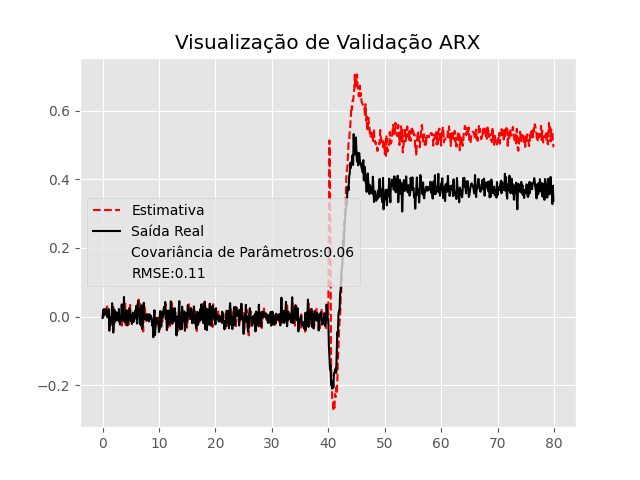 Visualização de Validação ARX
0.6
0.4
0.2
0.0
−0.2
Estimativa
Saída Real
Covariância de Parâmetros:0.06
RMSE:0.11
0 10 20 30 40 50 60 70 80